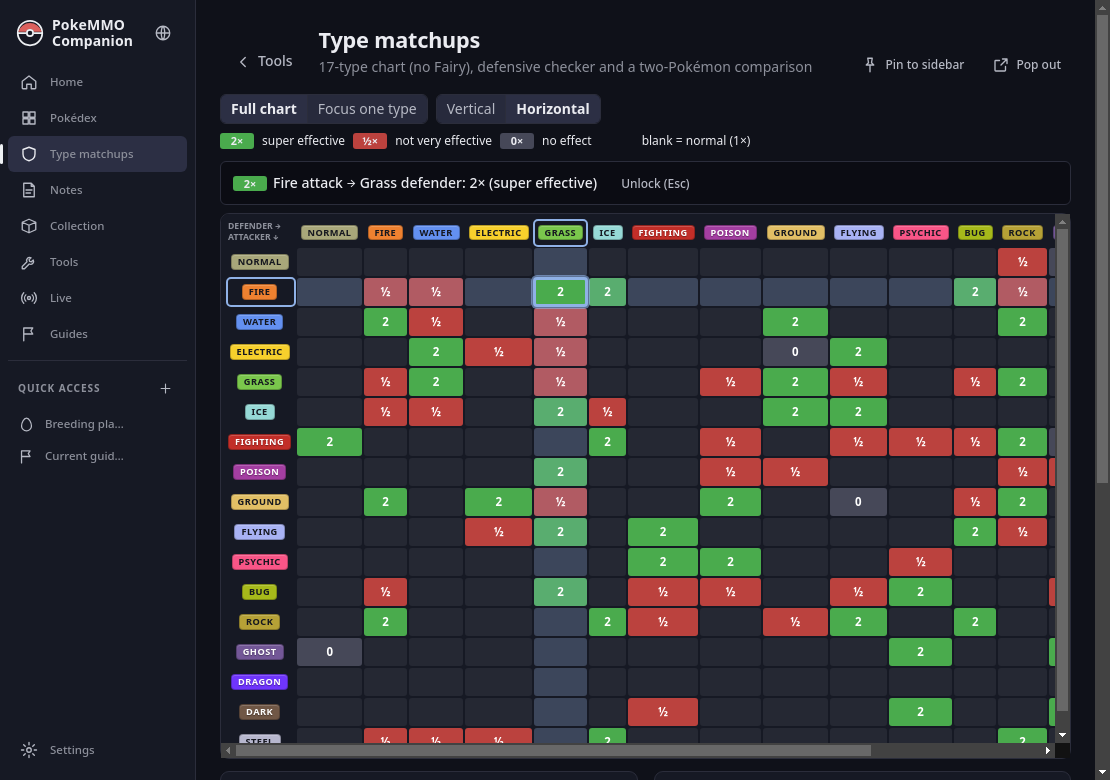 PokeMMO
Companion
Home
Pokédex
Type matchups
Notes
Collection
Tools
Live
Guides
QUICK ACCESS
Breeding pla...
Current guid...
Settings
Tools
Type matchups
17-type chart (no Fairy), defensive checker and a two-Pokémon comparison
Pin to sidebar
Pop out
Full chart Focus one type Vertical Horizontal
2× super effective ½× not very effective 0× no effect blank = normal (1×)
2× Fire attack → Grass defender: 2× (super effective) Unlock (Esc)
DEFENDER →
ATTACKER ↓
NORMAL FIRE WATER ELECTRIC GRASS ICE FIGHTING POISON GROUND FLYING PSYCHIC BUG ROCK
NORMAL ½
FIRE ½ ½ 2 2 2 ½
WATER 2 ½ ½ 2 2
ELECTRIC 2 ½ ½ 0 2
GRASS ½ 2 ½ ½ 2 ½ ½ 2
ICE ½ ½ 2 ½ 2 2
FIGHTING 2 2 ½ ½ ½ ½ 2
POISON 2 ½ ½ ½
GROUND 2 2 ½ 2 0 ½ 2
FLYING ½ 2 2 2 ½
PSYCHIC 2 2 ½
BUG ½ 2 ½ ½ ½ 2
ROCK 2 2 ½ ½ 2 2
GHOST 0 2
DRAGON
DARK ½ 2
STEEL ½ ½ ½ 2 2